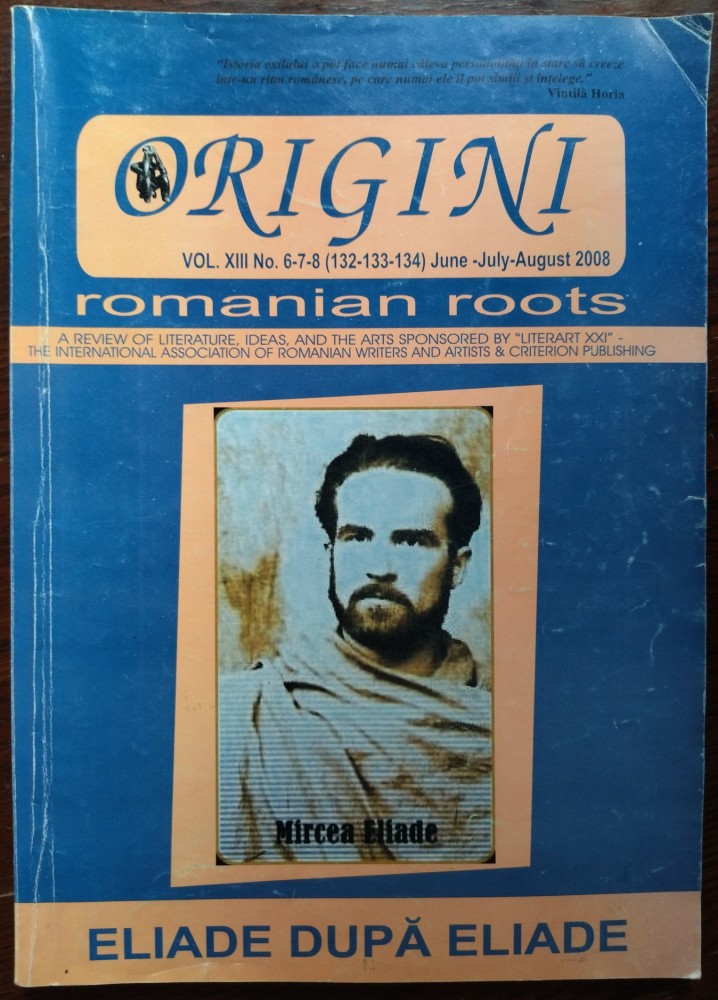 “Istoria exilului o pot face numai câteva personalități în stare să creeze
într-un ritm românesc, pe care numai ele îl pot simți și înțelege.”
Vintilă Horia
ORIGINI
VOL. XIII No. 6-7-8 (132-133-134) June -July-August 2008
romanian roots
A REVIEW OF LITERATURE, IDEAS, AND THE ARTS SPONSORED BY “LITERART XXI” -
THE INTERNATIONAL ASSOCIATION OF ROMANIAN WRITERS AND ARTISTS & CRITERION PUBLISHING
Mircea Eliade
ELIADE DUPĂ ELIADE